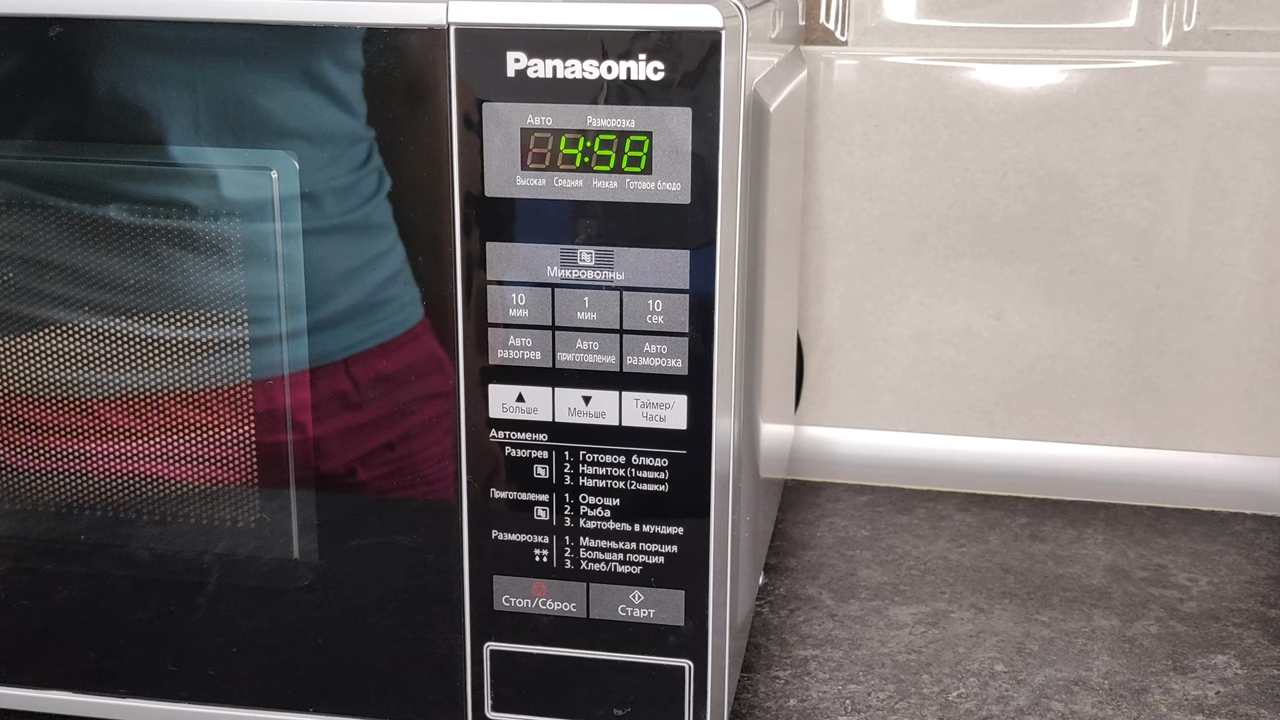 Panasonic
Авто Разморозка
4:58
Высокая Средняя Низкая Готовое блюдо
Микроволны
10 мин
1 мин
10 сек
Авто разогрев
Авто приготовление
Авто разморозка
Больше
Меньше
Таймер/Часы
Автоменю
Разогрев
1. Готовое блюдо
2. Напиток (1чашка)
3. Напиток (2чашки)
Приготовление
1. Овощи
2. Рыба
3. Картофель в мундире
Разморозка
1. Маленькая порция
2. Большая порция
3. Хлеб/Пирог
Стоп/Сброс
Старт